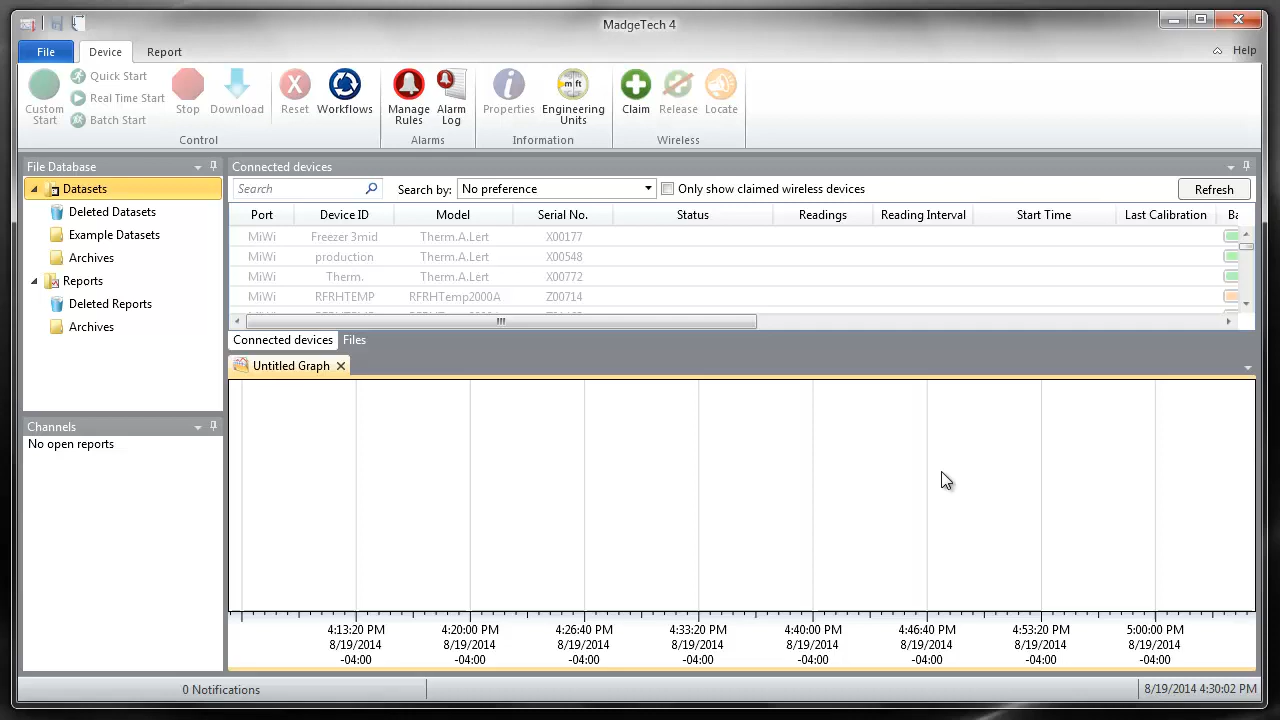 MadgeTech 4
File Device Report Help
Custom Start
Quick Start
Real Time Start
Batch Start
Stop
Download
Reset
Workflows
Manage Rules
Alarm Log
Properties
Engineering Units
Claim
Release
Locate
Control Alarms Information Wireless
File Database
Datasets
Deleted Datasets
Example Datasets
Archives
Reports
Deleted Reports
Archives
Channels
No open reports
Connected devices
Search Search by: No preference Only show claimed wireless devices Refresh
Port Device ID Model Serial No. Status Readings Reading Interval Start Time Last Calibration Ba
MiWi Freezer 3mid Therm.A.Lert X00177
MiWi production Therm.A.Lert X00548
MiWi Therm. Therm.A.Lert X00772
MiWi RFRHTEMP RFRHTemp2000A Z00714
Connected devices Files
Untitled Graph
4:13:20 PM 4:20:00 PM 4:26:40 PM 4:33:20 PM 4:40:00 PM 4:46:40 PM 4:53:20 PM 5:00:00 PM
8/19/2014 8/19/2014 8/19/2014 8/19/2014 8/19/2014 8/19/2014 8/19/2014 8/19/2014
-04:00 -04:00 -04:00 -04:00 -04:00 -04:00 -04:00 -04:00
0 Notifications 8/19/2014 4:30:02 PM